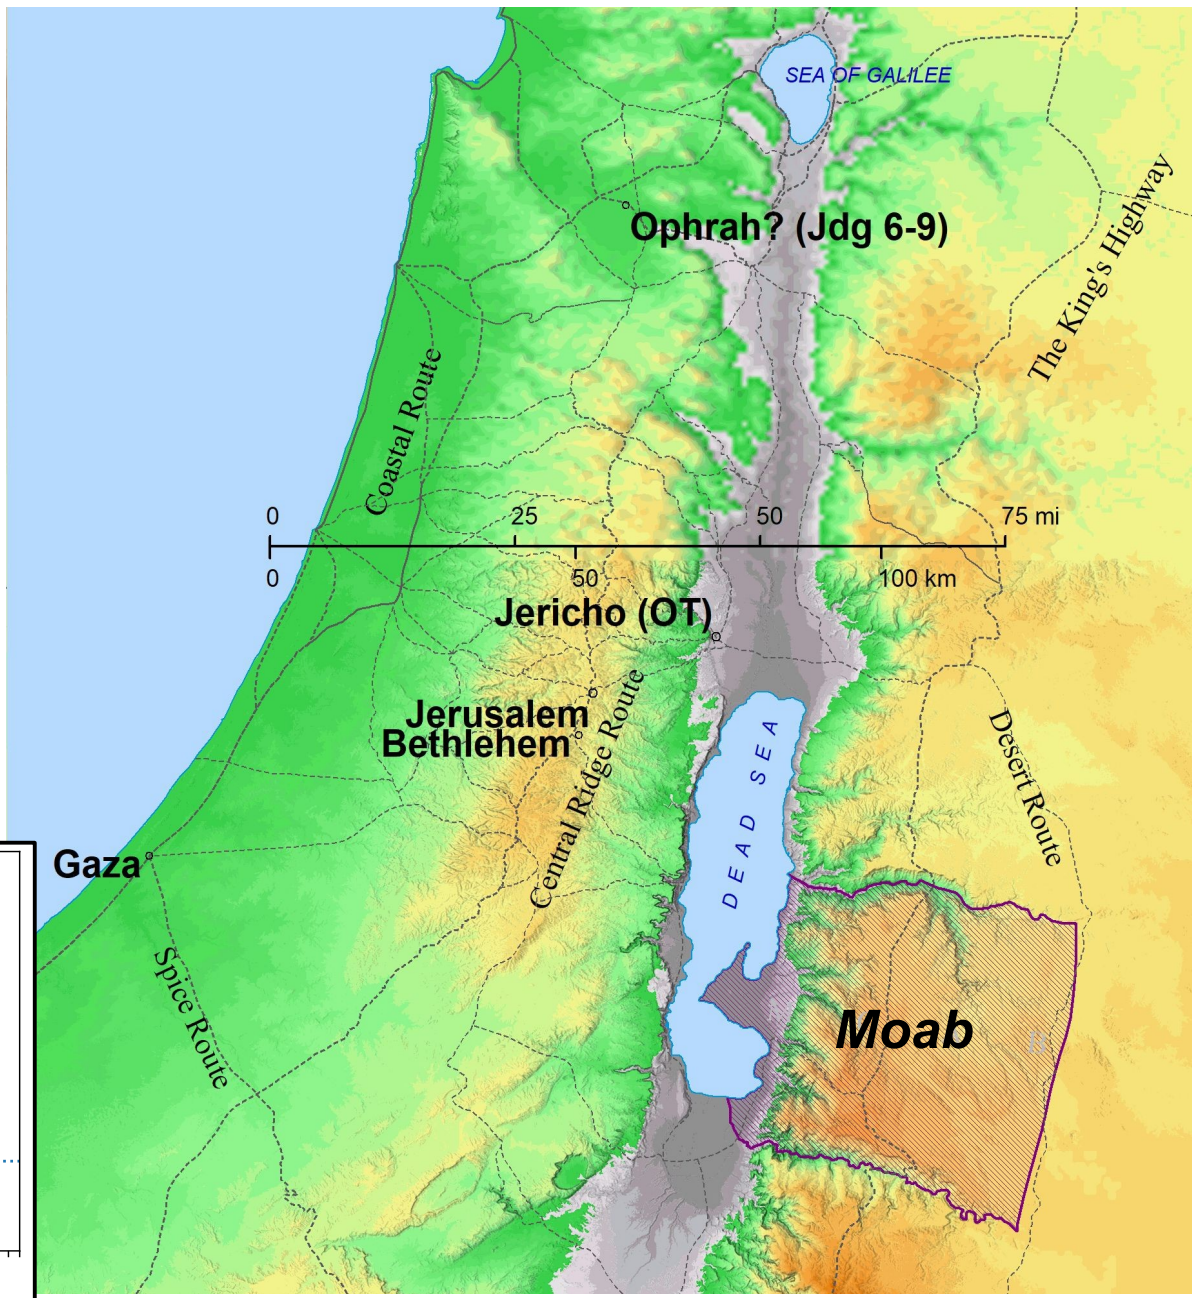 SEA OF GALILEE
Ophrah? (Jdg 6-9)
The King's Highway
Coastal Route
0 25 50 75 mi
0 50 100 km
Jericho (OT)
Jerusalem
Bethlehem
Central Ridge Route
DEAD SEA
Desert Route
Gaza
Spice Route
Moab